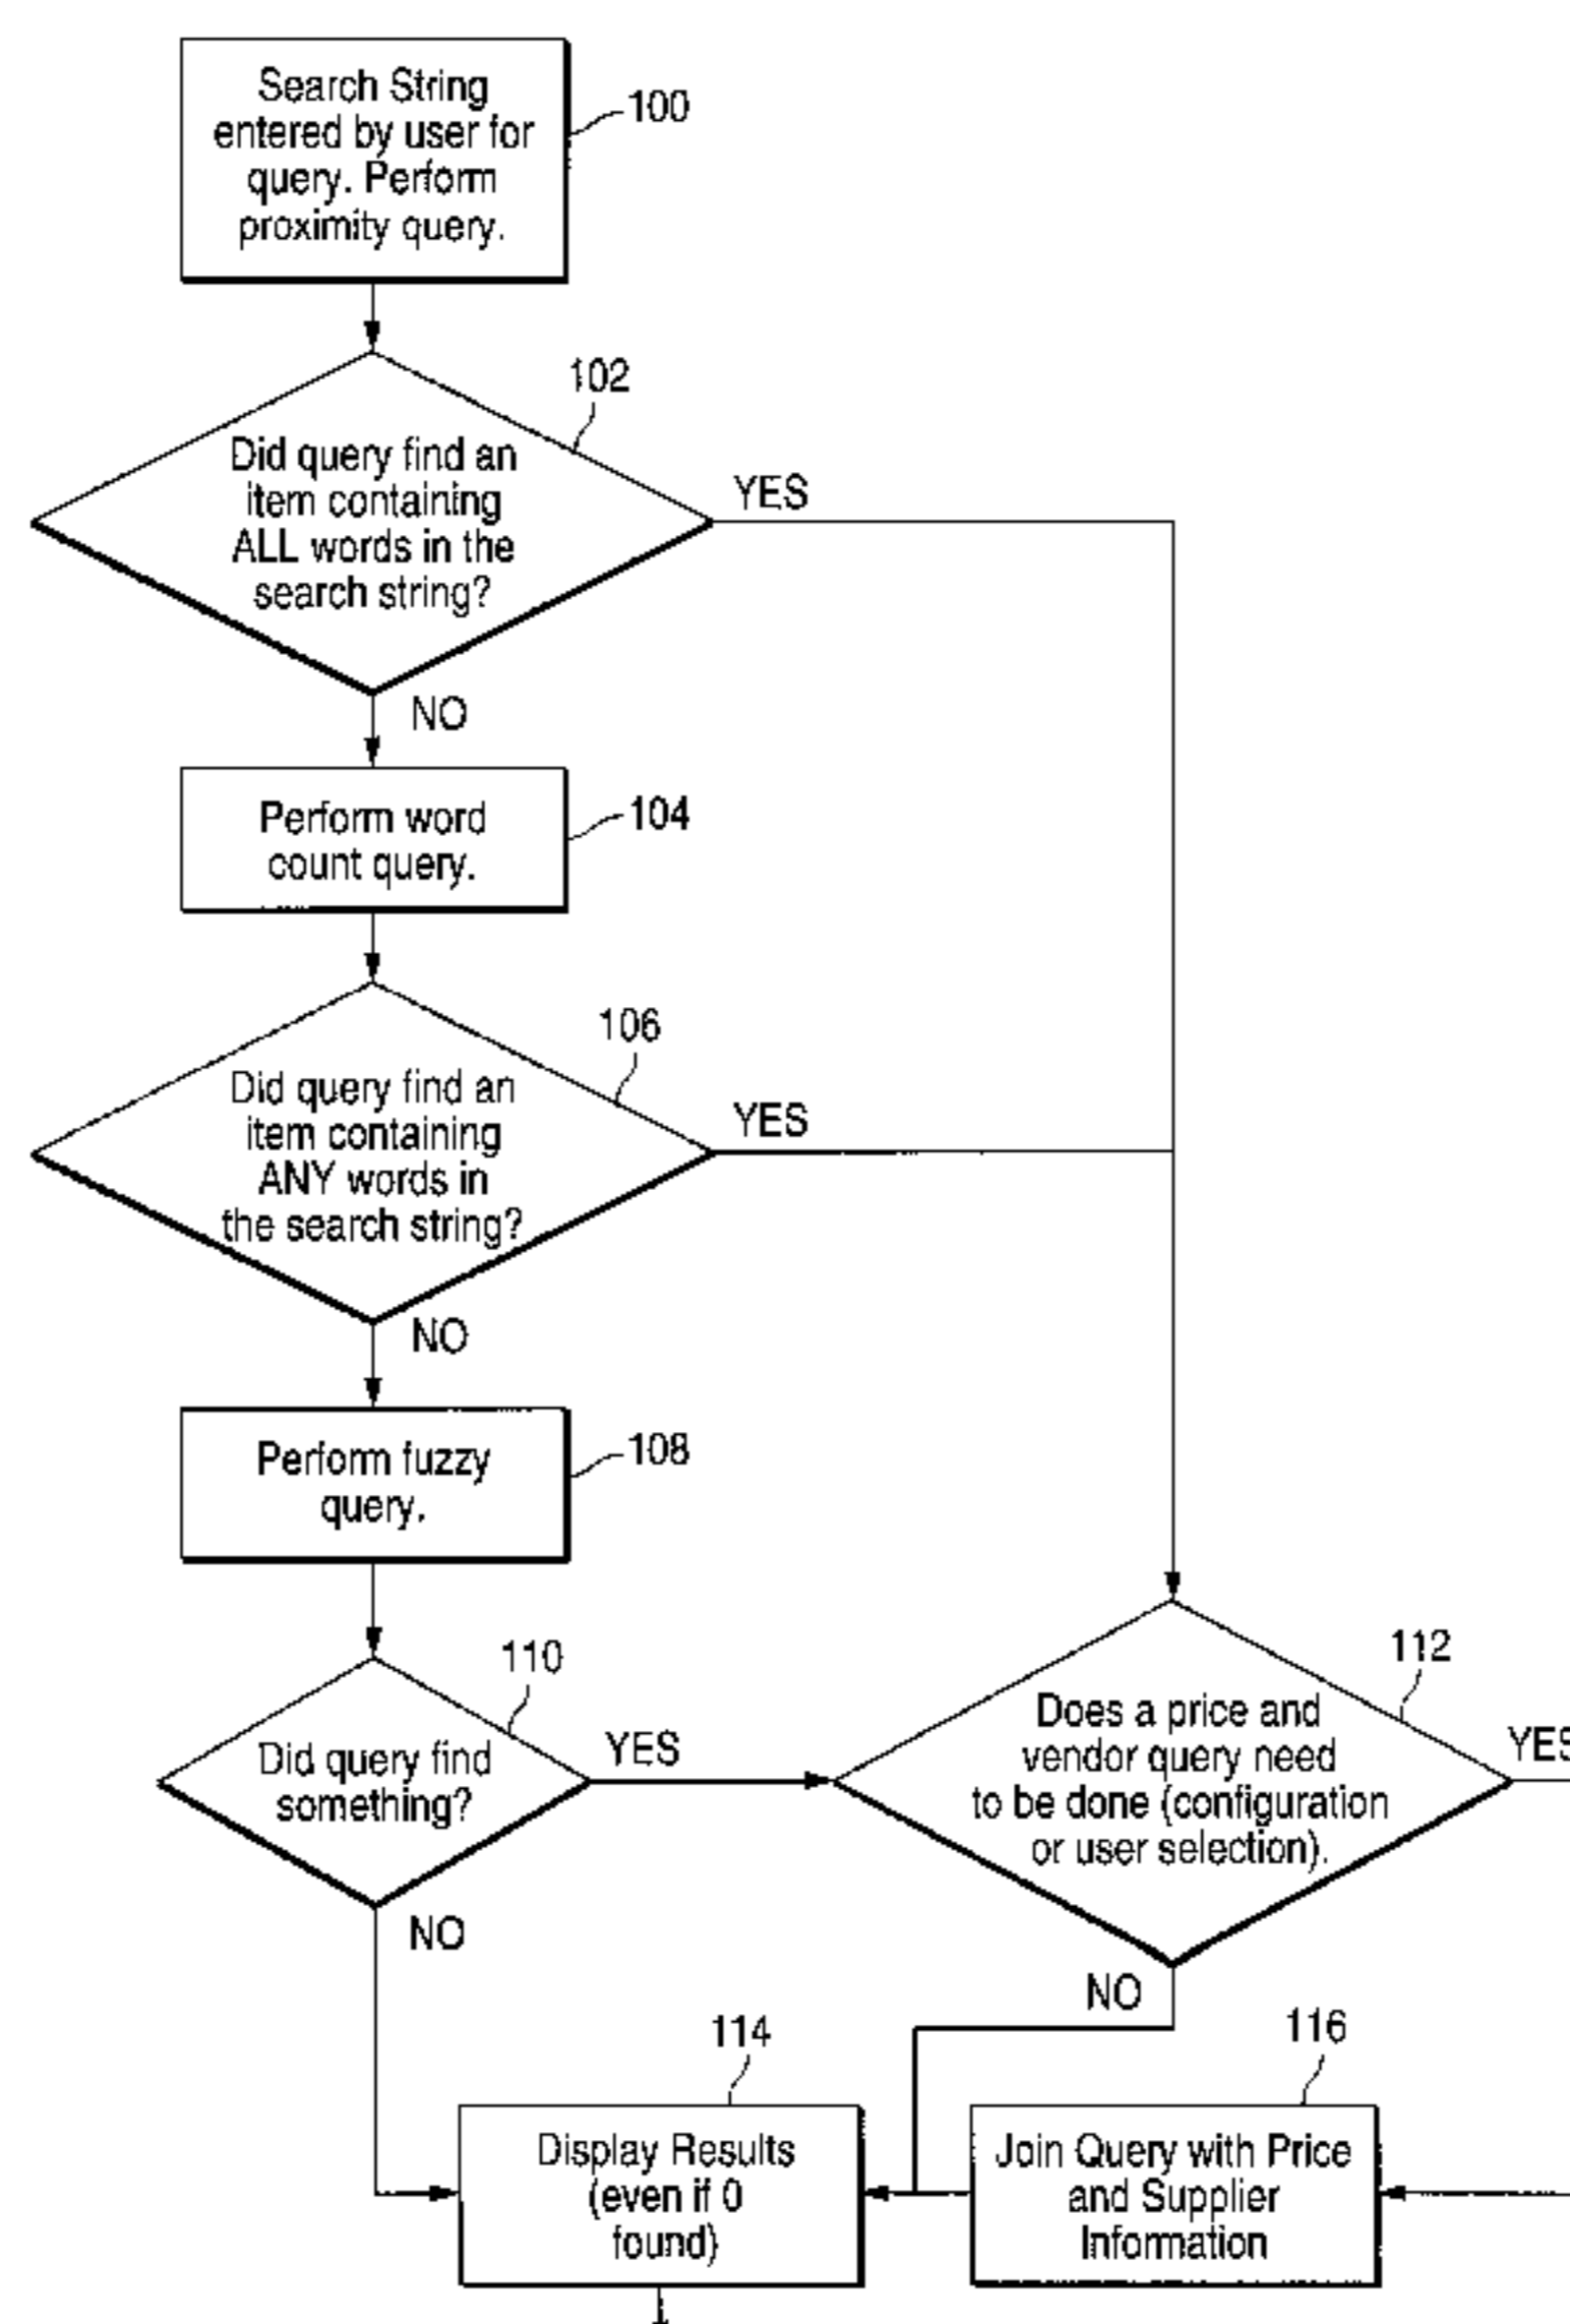 Search String
entered by user for
query. Perform
proximity query.
100
102
Did query find an
item containing
ALL words in the
search string?
YES
NO
Perform word
count query.
104
106
Did query find an
item containing
ANY words in
the search string?
YES
NO
Perform fuzzy
query.
108
110
Did query find
something?
YES
NO
112
Does a price and
vendor query need
to be done (configuration
or user selection).
YES
NO
114
Display Results
(even if 0
found)
116
Join Query with Price
and Supplier
Information